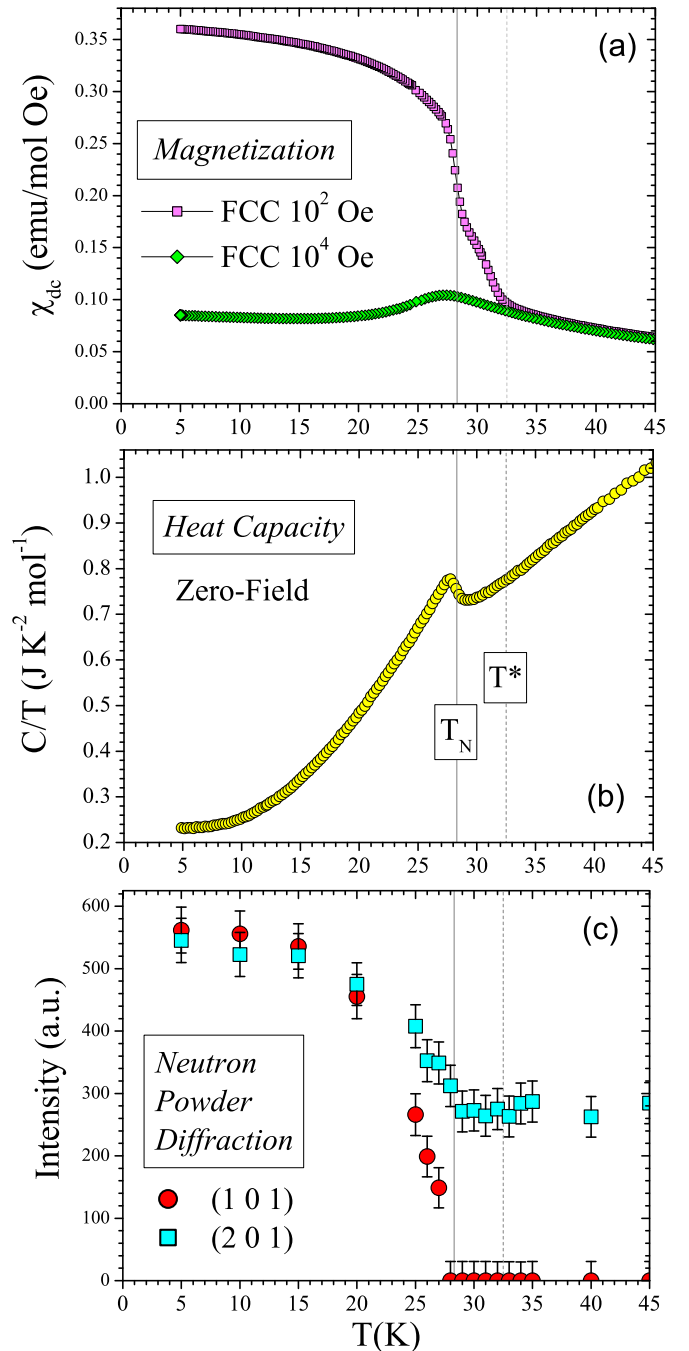 (a)
0.35
0.30
0.25
0.20
0.15
0.10
0.05
0.00
χdc (emu/mol Oe)
Magnetization
FCC 10² Oe
FCC 10⁴ Oe
0 5 10 15 20 25 30 35 40 45
1.0
0.9
0.8
0.7
0.6
0.5
0.4
0.3
0.2
C/T (J K⁻² mol⁻¹)
Heat Capacity
Zero-Field
T*
TN
(b)
0 5 10 15 20 25 30 35 40 45
(c)
600
500
400
300
200
100
0
Intensity (a.u.)
Neutron
Powder
Diffraction
(1 0 1)
(2 0 1)
0 5 10 15 20 25 30 35 40 45
T(K)